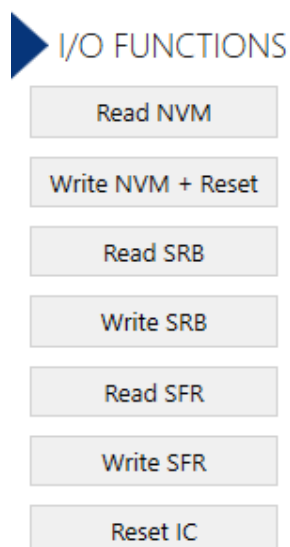 I/O FUNCTIONS
Read NVM
Write NVM + Reset
Read SRB
Write SRB
Read SFR
Write SFR
Reset IC